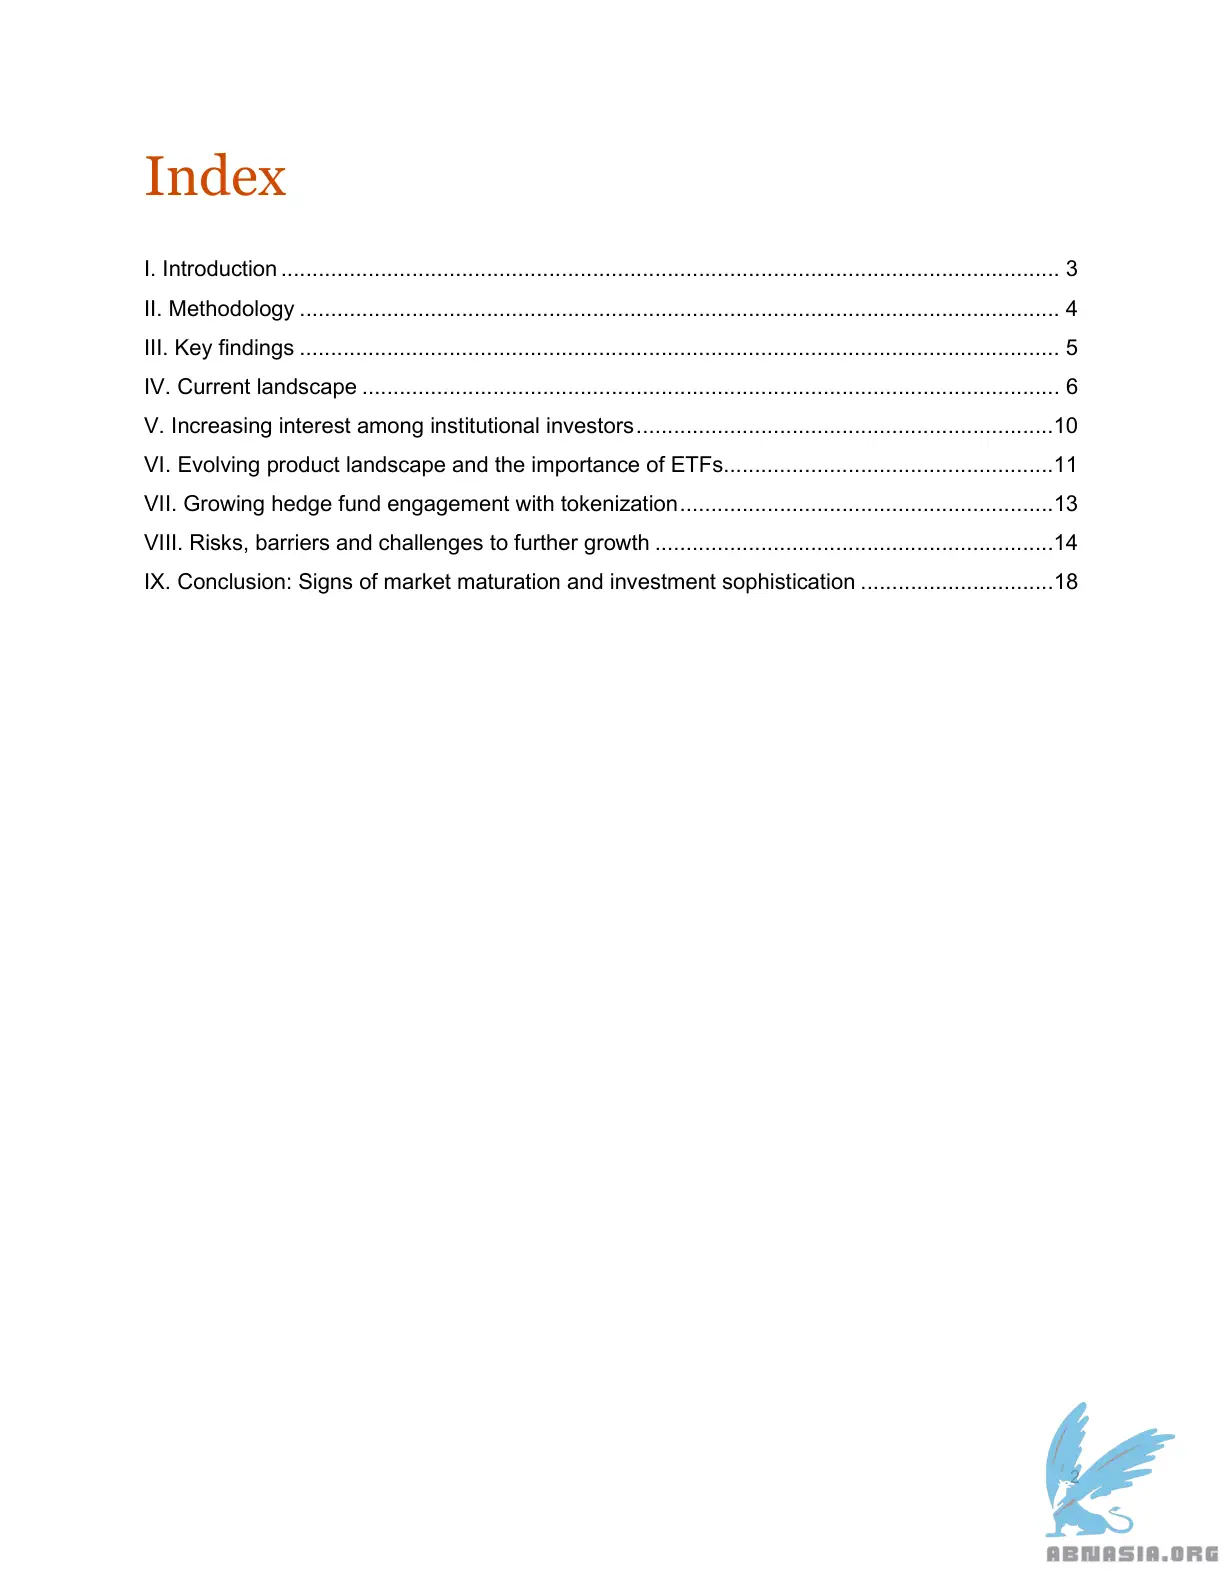 Index
I. Introduction ............................................................................................................................. 3
II. Methodology .......................................................................................................................... 4
III. Key findings .......................................................................................................................... 5
IV. Current landscape ................................................................................................................ 6
V. Increasing interest among institutional investors...................................................................10
VI. Evolving product landscape and the importance of ETFs.....................................................11
VII. Growing hedge fund engagement with tokenization............................................................13
VIII. Risks, barriers and challenges to further growth ................................................................14
IX. Conclusion: Signs of market maturation and investment sophistication ...............................18
2
ABNASIA.ORG